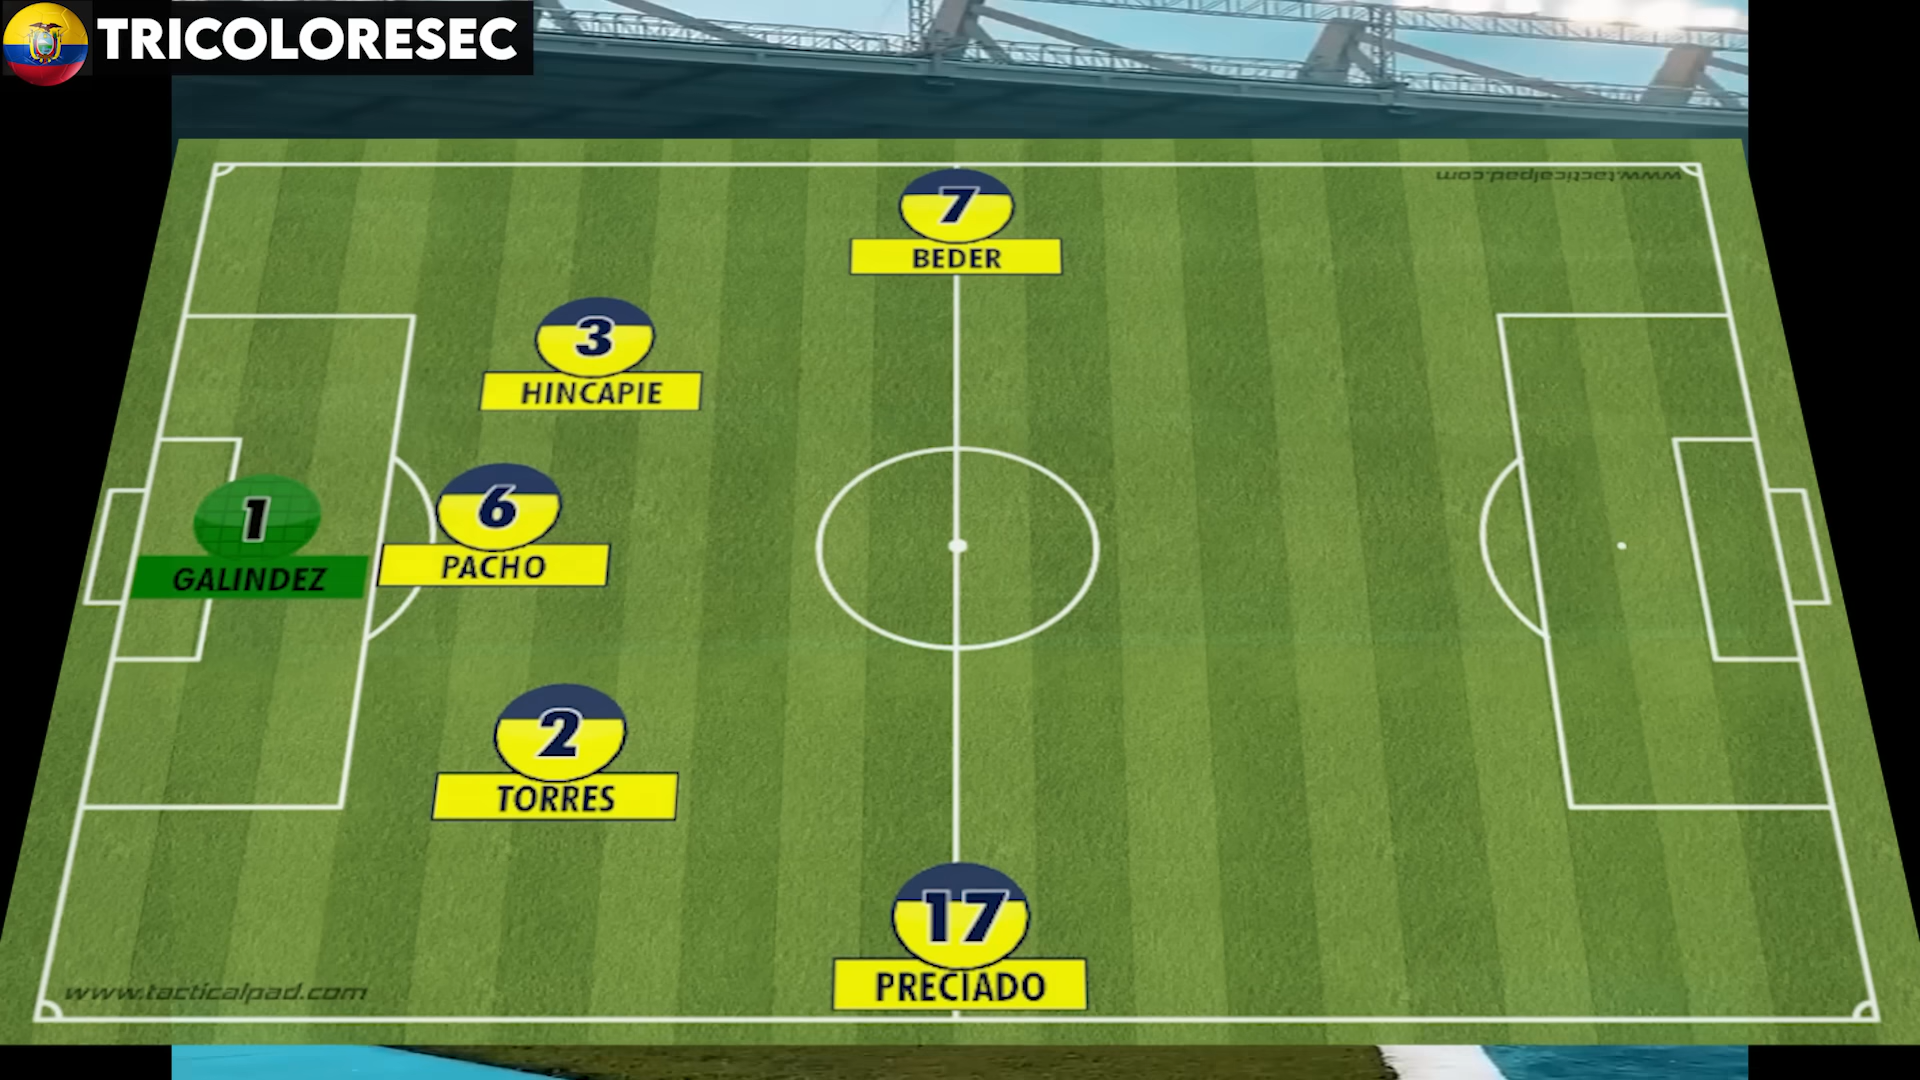 TRICOLORESEC
www.tacticalpad.com
7
BEDER
3
HINCAPIE
1
GALINDEZ
6
PACHO
2
TORRES
17
PRECIADO
www.tacticalpad.com